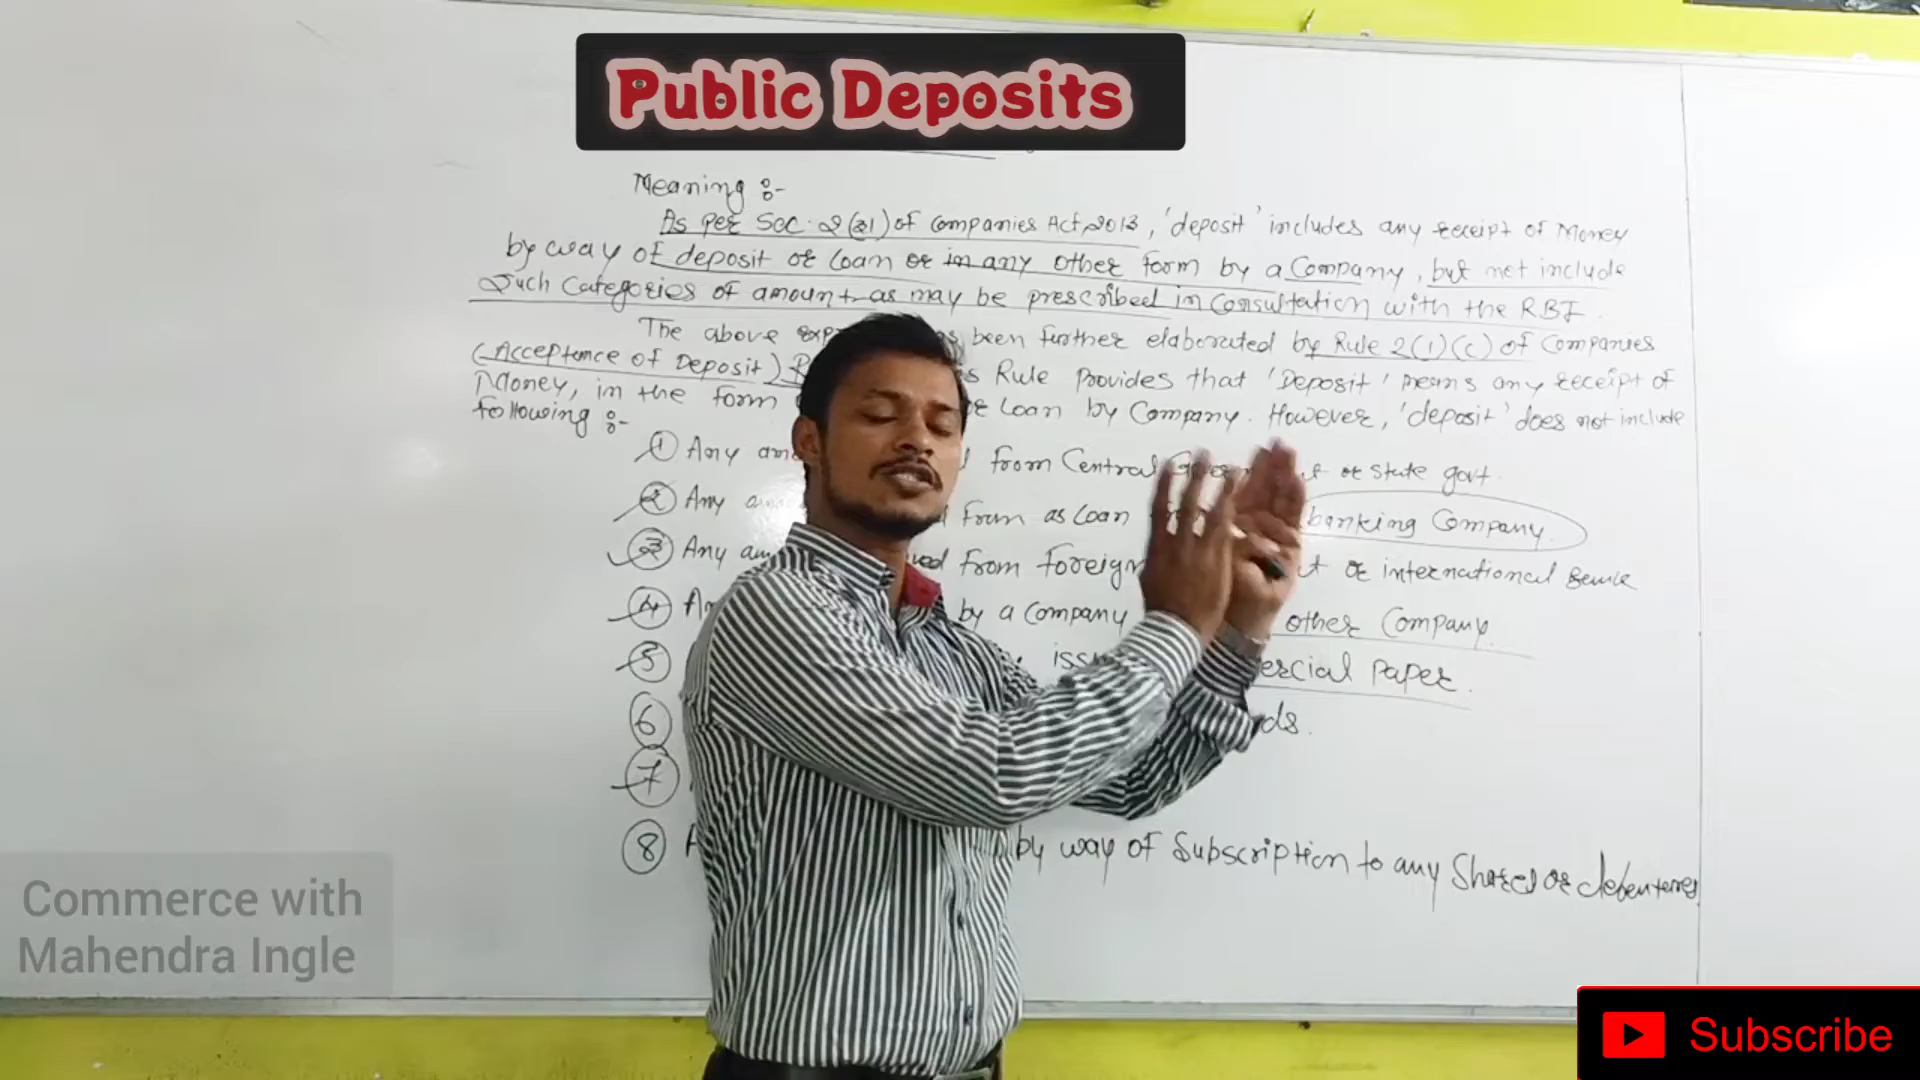 Public Deposits
Meaning :-
As per Sec. 2(31) of Companies Act, 2013, 'deposit' includes any receipt of Money
by way of deposit or Loan or in any other form by a Company, but not include
Such Categories of amount as may be prescribed in Consultation with the RBI.
The above been further elaborated by Rule 2(1)(c) of Companies
(Acceptance of Deposit) Rule Provides that 'Deposit' means any receipt of
Money, in the form or Loan by Company. However, 'deposit' does not include
following :-
① Any from Central or State govt.
② Any from as Loan banking Company.
③ Any from foreign or international
④ by a Company other Company.
⑤ Paper.
⑥
⑦
⑧ by way of Subscription to any Shares or debentures
Commerce with
Mahendra Ingle
Subscribe